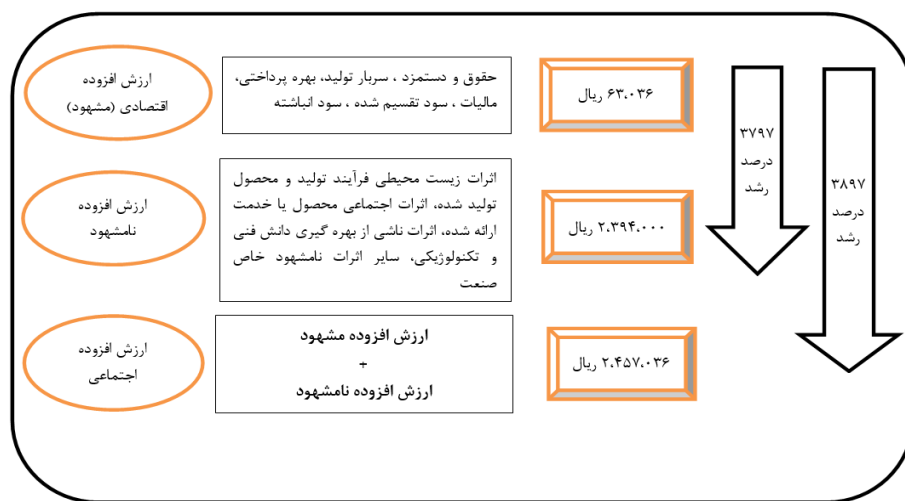 ارزش افزوده
اقتصادی (مشهود)
حقوق و دستمزد ، سربار تولید، بهره پرداختی،
مالیات ، سود تقسیم شده ، سود انباشته
۶۳،۰۳۶ ریال
۳۷۹۷
درصد
رشد
۳۸۹۷
درصد
رشد
ارزش افزوده
نامشهود
اثرات زیست محیطی فرآیند تولید و محصول
تولید شده، اثرات اجتماعی محصول یا خدمت
ارائه شده، اثرات ناشی از بهره گیری دانش فنی
و تکنولوژیکی، سایر اثرات نامشهود خاص
صنعت
۲،۳۹۴،۰۰۰ ریال
ارزش افزوده
اجتماعی
ارزش افزوده مشهود
+
ارزش افزوده نامشهود
۲،۴۵۷،۰۳۶ ریال